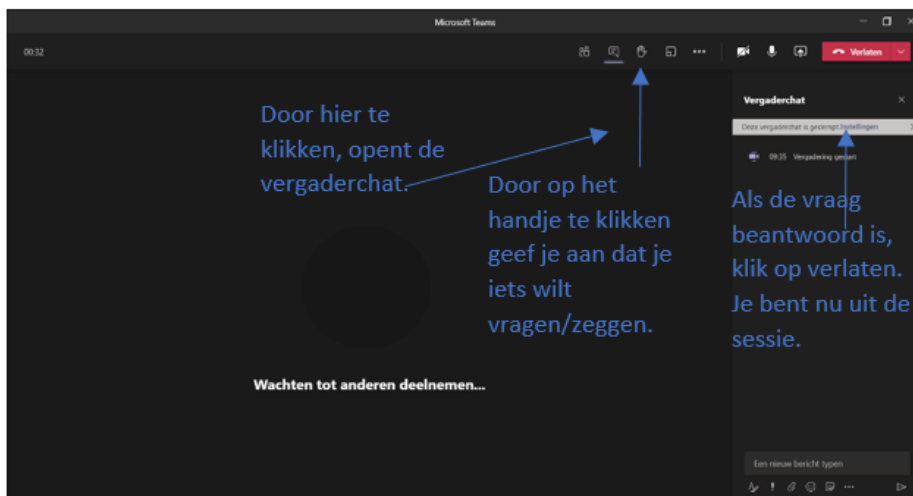 Microsoft Teams
00:32
Verlaten
Door hier te
klikken, opent de
vergaderchat.
Door op het
handje te klikken
geef je aan dat je
iets wilt
vragen/zeggen.
Vergaderchat
Deze vergaderchat is gedempt. Instellingen
09:35 Vergadering gestart
Als de vraag
beantwoord is,
klik op verlaten.
Je bent nu uit de
sessie.
Wachten tot anderen deelnemen...
Een nieuw bericht typen